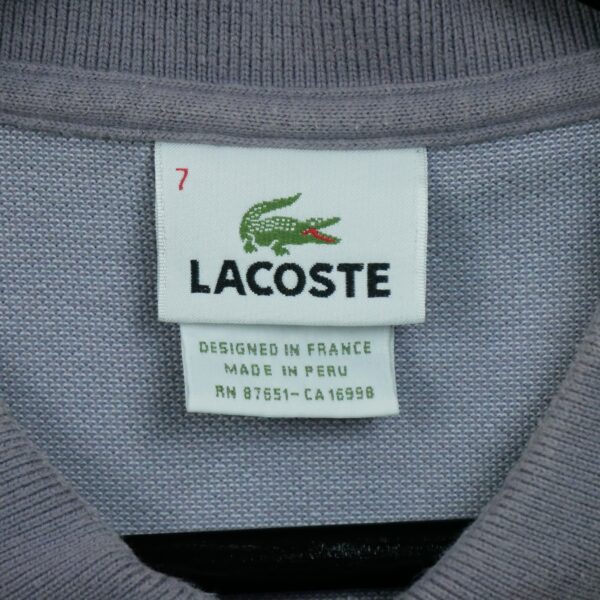 7
LACOSTE
DESIGNED IN FRANCE
MADE IN PERU
RN 87651-CA 16998